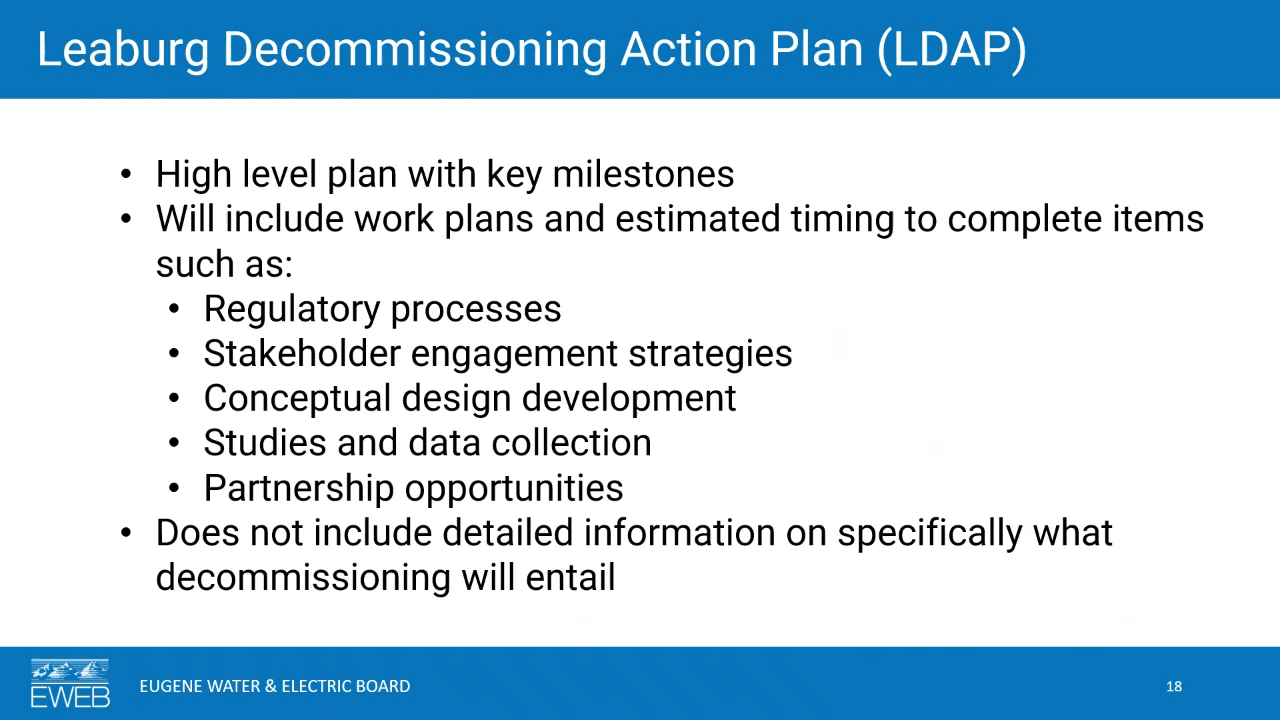 Leaburg Decommissioning Action Plan (LDAP)
• High level plan with key milestones
• Will include work plans and estimated timing to complete items
such as:
• Regulatory processes
• Stakeholder engagement strategies
• Conceptual design development
• Studies and data collection
• Partnership opportunities
• Does not include detailed information on specifically what
decommissioning will entail
EWEB
EUGENE WATER & ELECTRIC BOARD
18